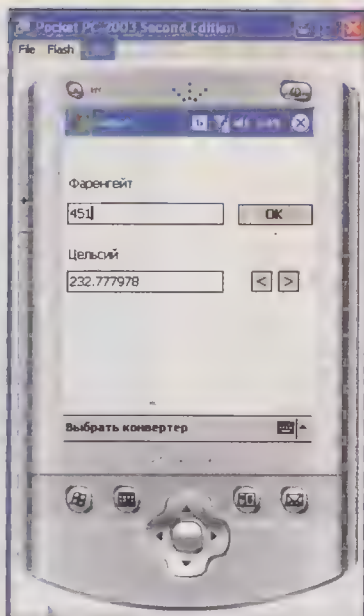 Pocket PC 2003 Second Edition
File Flash
Фаренгейт
451
OK
Цельсий
232.777978
< >
Выбрать конвертер